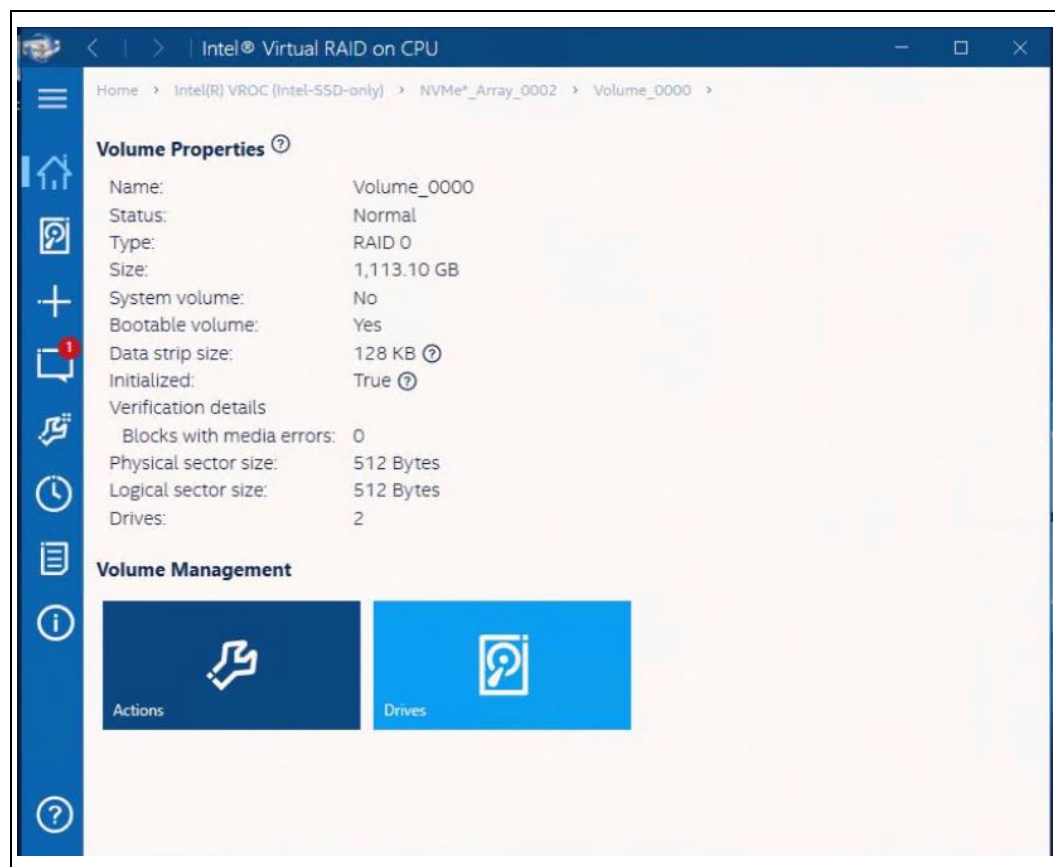 Intel® Virtual RAID on CPU
Home > Intel(R) VROC (Intel-SSD-only) > NVMe*_Array_0002 > Volume_0000 >
Volume Properties ?
Name: Volume_0000
Status: Normal
Type: RAID 0
Size: 1,113.10 GB
System volume: No
Bootable volume: Yes
Data strip size: 128 KB ?
1
Initialized: True ?
Verification details
Blocks with media errors: 0
Physical sector size: 512 Bytes
Logical sector size: 512 Bytes
Drives: 2
Volume Management
Actions
Drives